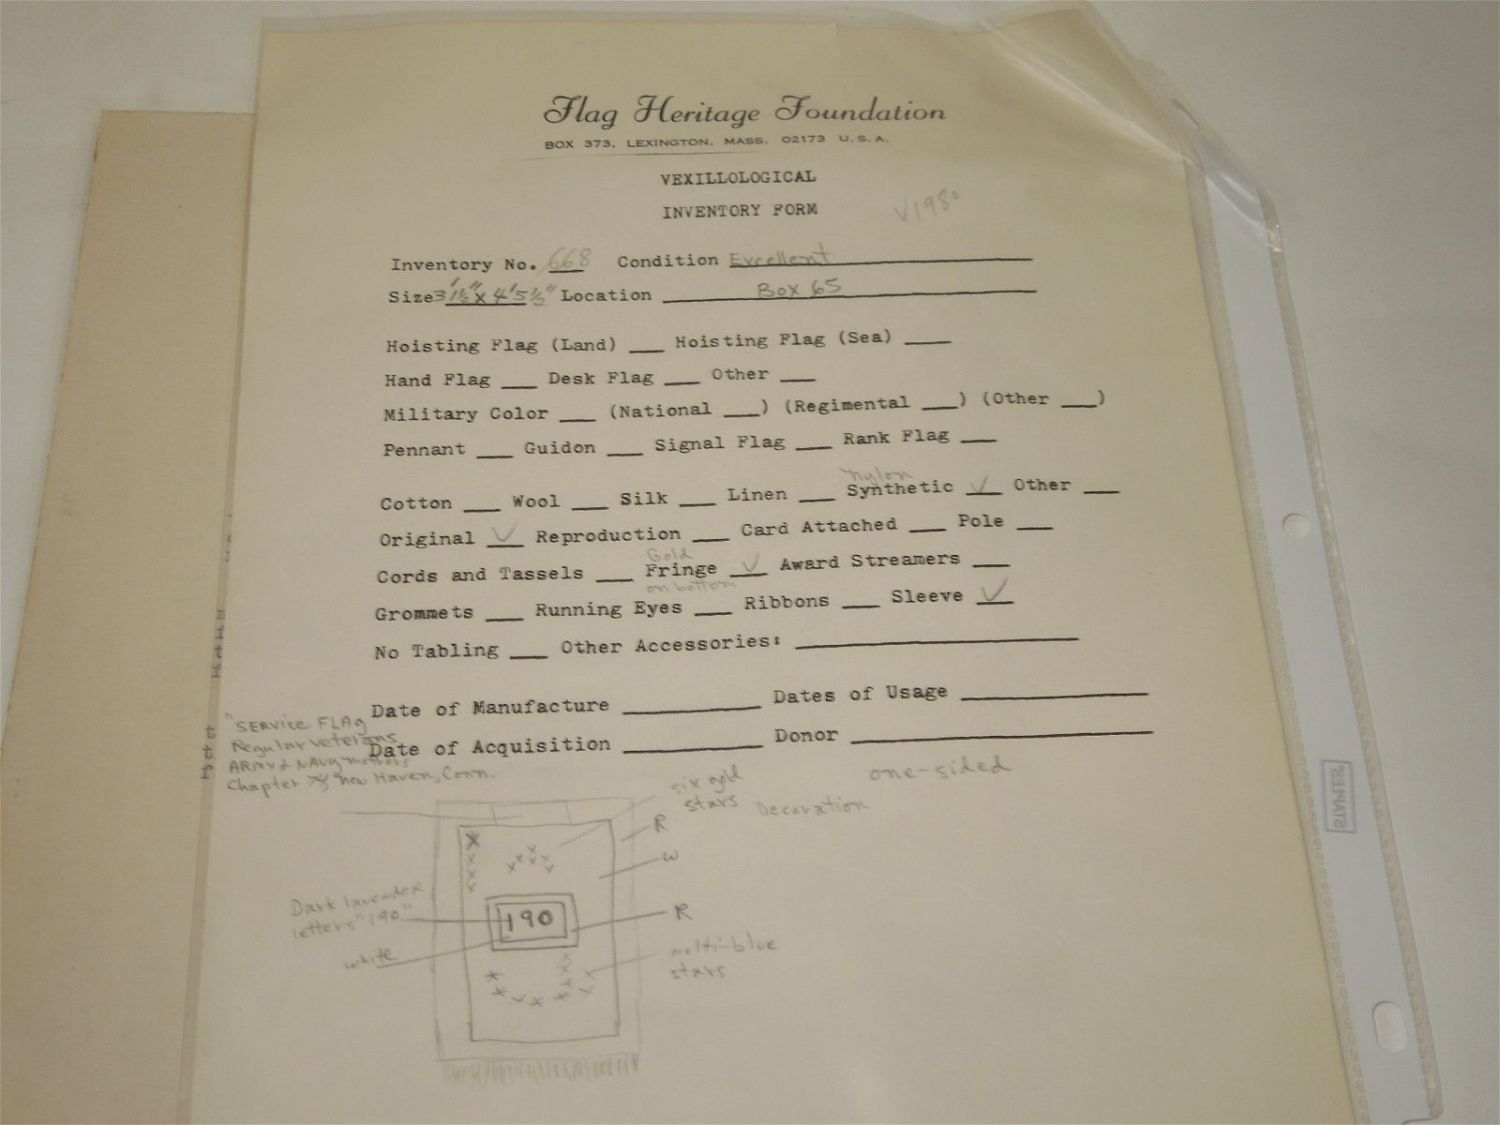 Flag Heritage Foundation
BOX 373, LEXINGTON, MASS. 02173 U.S.A.
VEXILLOLOGICAL
INVENTORY FORM
Inventory No. 668 Condition Excellent
Size 3'1½" x 4'5½" Location Box 65
Hoisting Flag (Land) ___ Hoisting Flag (Sea) ___
Hand Flag ___ Desk Flag ___ Other ___
Military Color ___ (National ___) (Regimental ___) (Other ___)
Pennant ___ Guidon ___ Signal Flag ___ Rank Flag ___
nylon
Cotton ___ Wool ___ Silk ___ Linen ___ Synthetic ✓ Other ___
Original ✓ Reproduction ___ Card Attached ___ Pole ___
Gold
Cords and Tassels ___ Fringe ✓ Award Streamers ___
on bottom
Grommets ___ Running Eyes ___ Ribbons ___ Sleeve ✓
No Tabling ___ Other Accessories: ___
Date of Manufacture ___ Dates of Usage ___
Date of Acquisition ___ Donor ___
"SERVICE FLAG
Regular Veterans
ARMY & NAVY mothers
Chapter New Haven, Conn.
one-sided
six gold
stars
Decoration
R
W
Dark lavender
letters "190"
190
R
white
multi-blue
stars
STAPLES